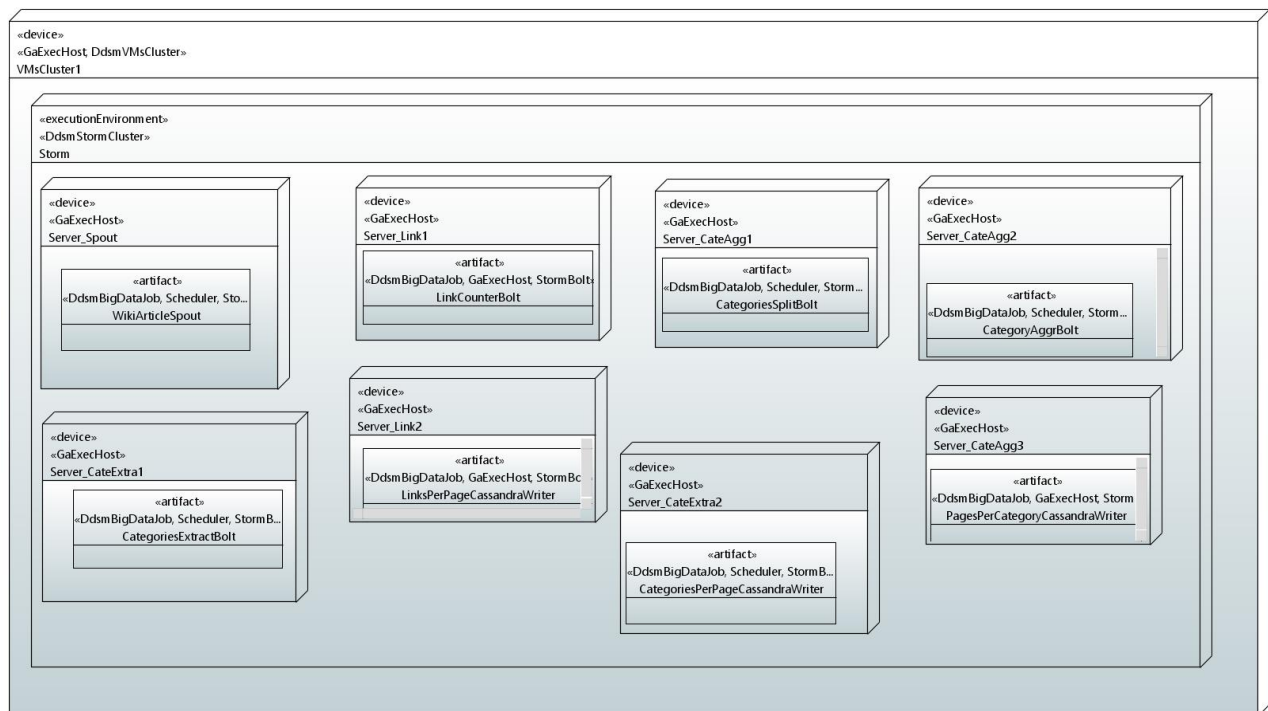 «device»
«GaExecHost, DdsmVMsCluster»
VMsCluster1
«executionEnvironment»
«DdsmStormCluster»
Storm
«device»
«GaExecHost»
Server_Spout
«artifact»
«DdsmBigDataJob, Scheduler, Sto...
WikiArticleSpout
«device»
«GaExecHost»
Server_Link1
«artifact»
«DdsmBigDataJob, GaExecHost, StormBolt»
LinkCounterBolt
«device»
«GaExecHost»
Server_CateAgg1
«artifact»
«DdsmBigDataJob, Scheduler, Storm...
CategoriesSplitBolt
«device»
«GaExecHost»
Server_CateAgg2
«artifact»
«DdsmBigDataJob, Scheduler, Storm...
CategoryAggrBolt
«device»
«GaExecHost»
Server_CateExtra1
«artifact»
«DdsmBigDataJob, Scheduler, StormB...
CategoriesExtractBolt
«device»
«GaExecHost»
Server_Link2
«artifact»
«DdsmBigDataJob, GaExecHost, StormBo
LinksPerPageCassandraWriter
«device»
«GaExecHost»
Server_CateExtra2
«artifact»
«DdsmBigDataJob, Scheduler, StormB...
CategoriesPerPageCassandraWriter
«device»
«GaExecHost»
Server_CateAgg3
«artifact»
«DdsmBigDataJob, GaExecHost, Storm
PagesPerCategoryCassandraWriter